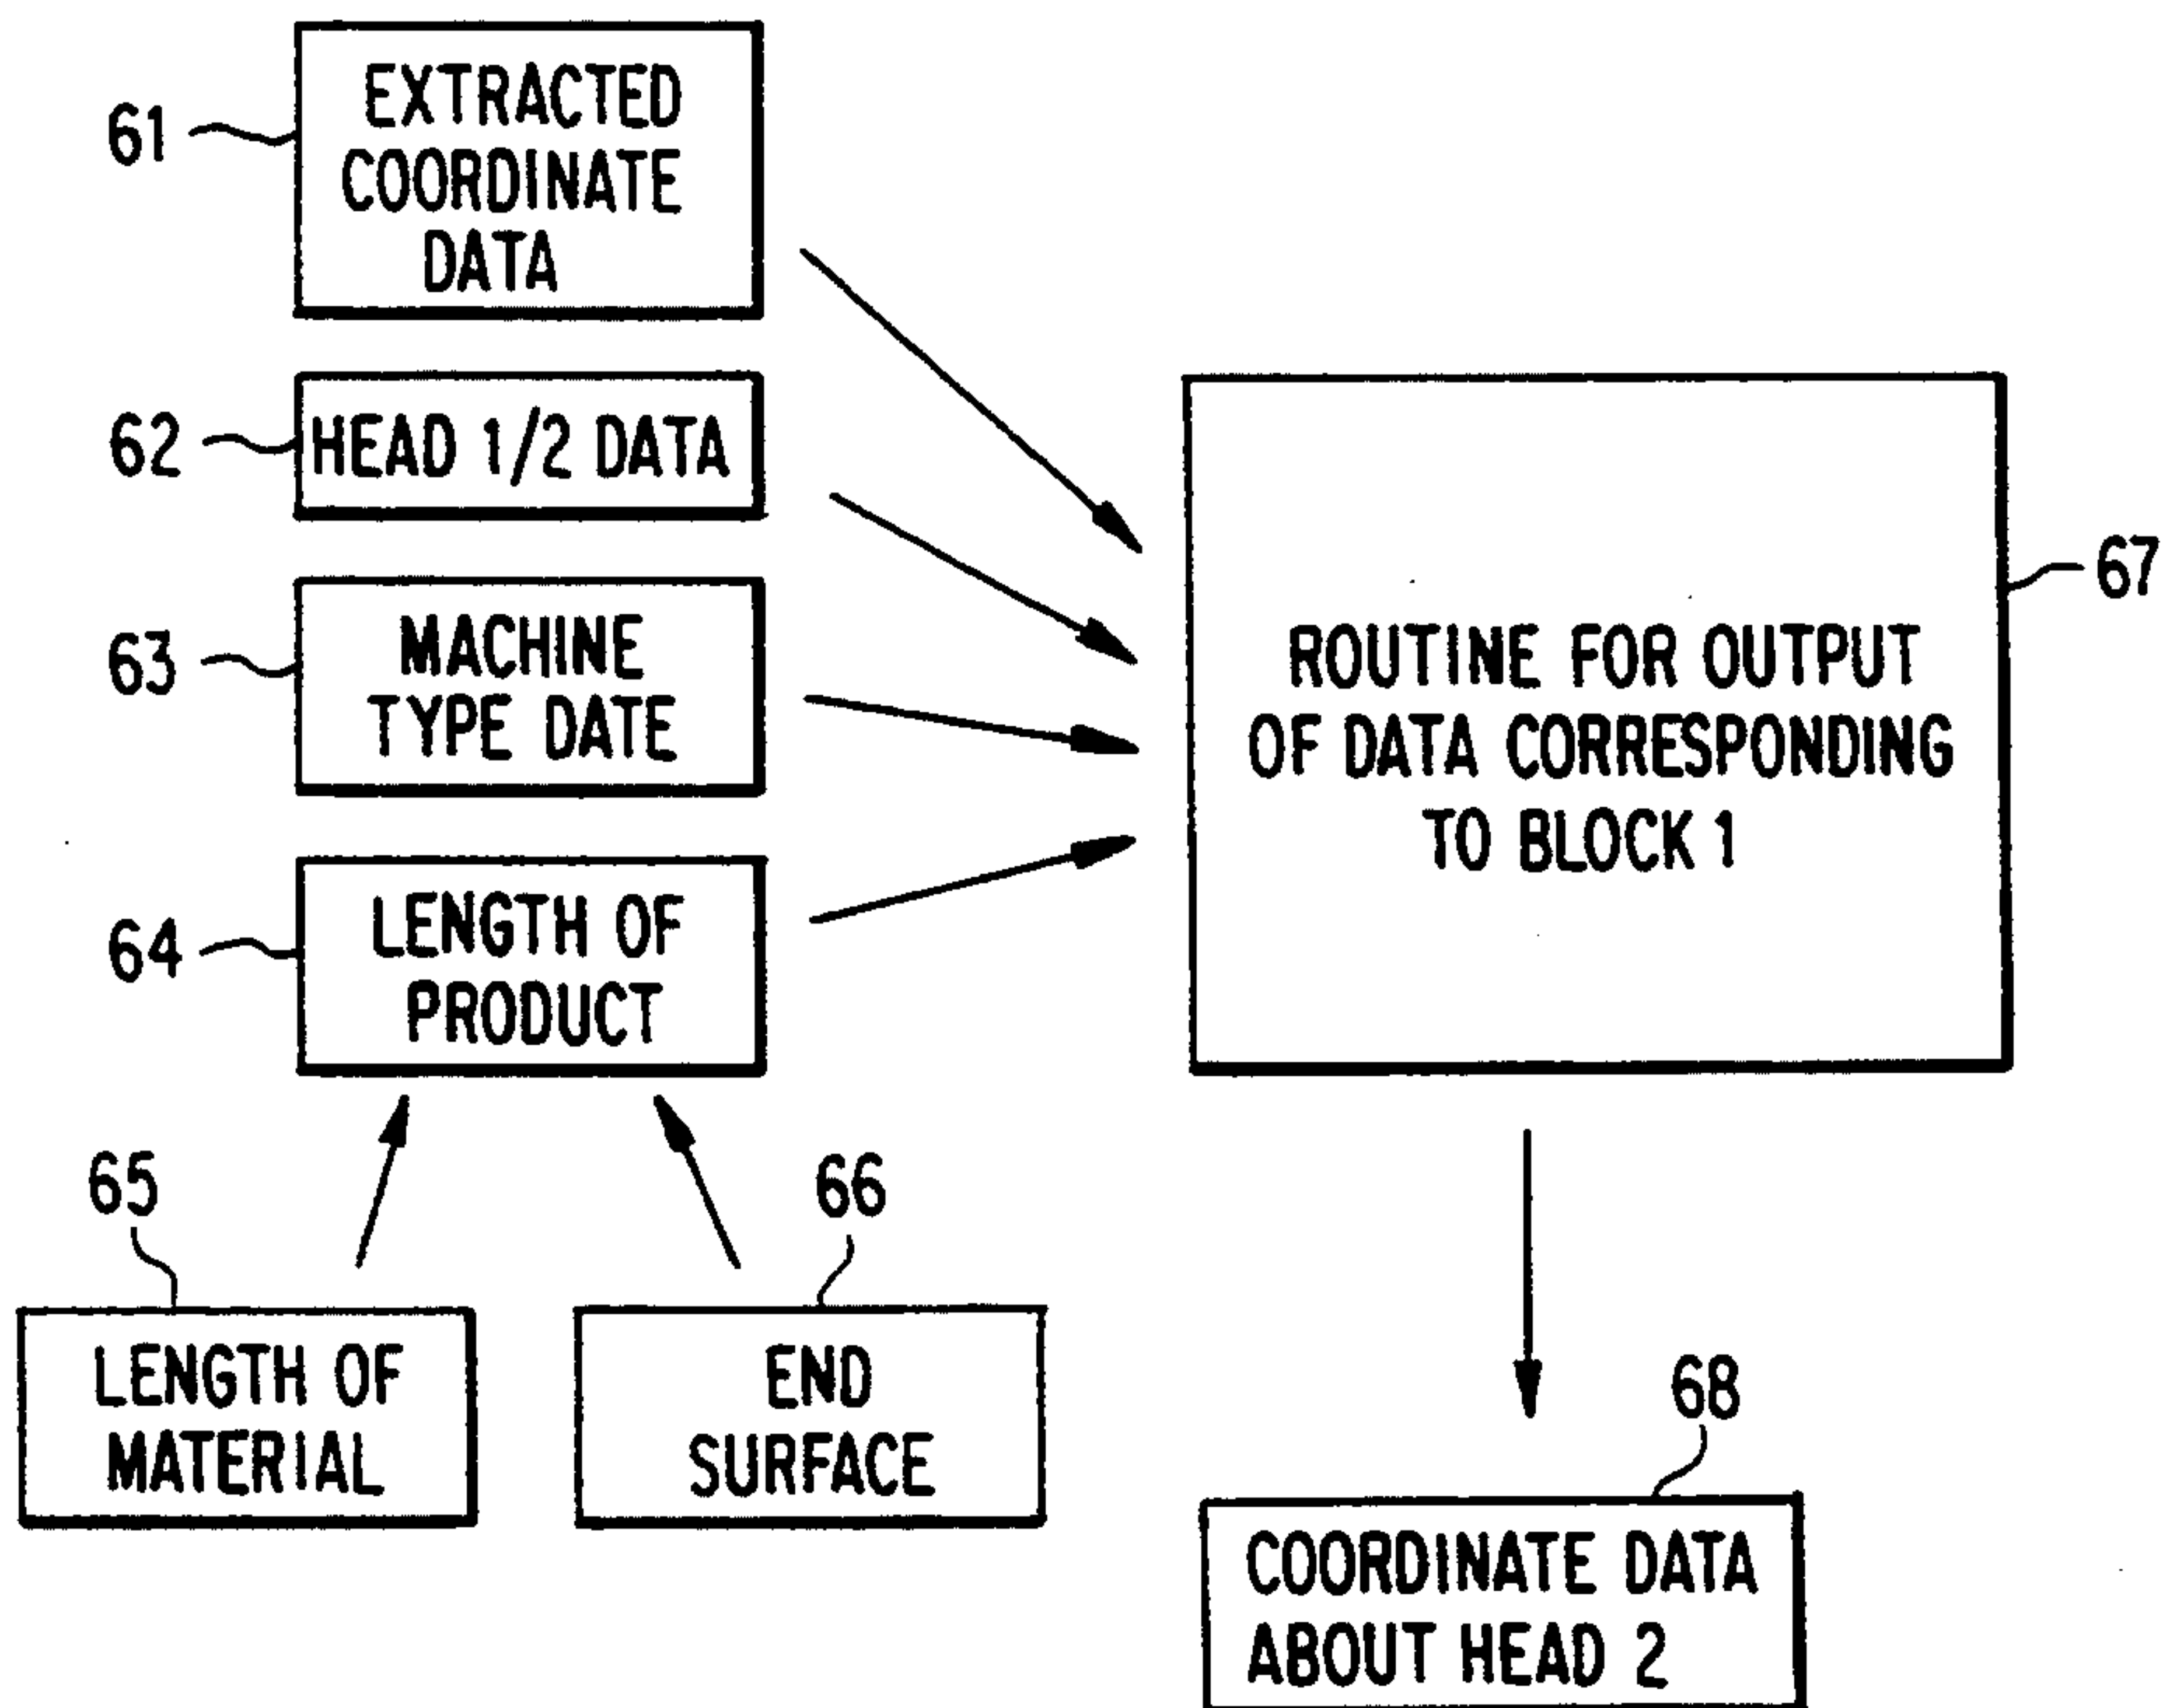 61
EXTRACTED
COORDINATE
DATA
62
HEAD 1/2 DATA
63
MACHINE
TYPE DATE
64
LENGTH OF
PRODUCT
65
LENGTH OF
MATERIAL
66
END
SURFACE
67
ROUTINE FOR OUTPUT
OF DATA CORRESPONDING
TO BLOCK 1
68
COORDINATE DATA
ABOUT HEAD 2